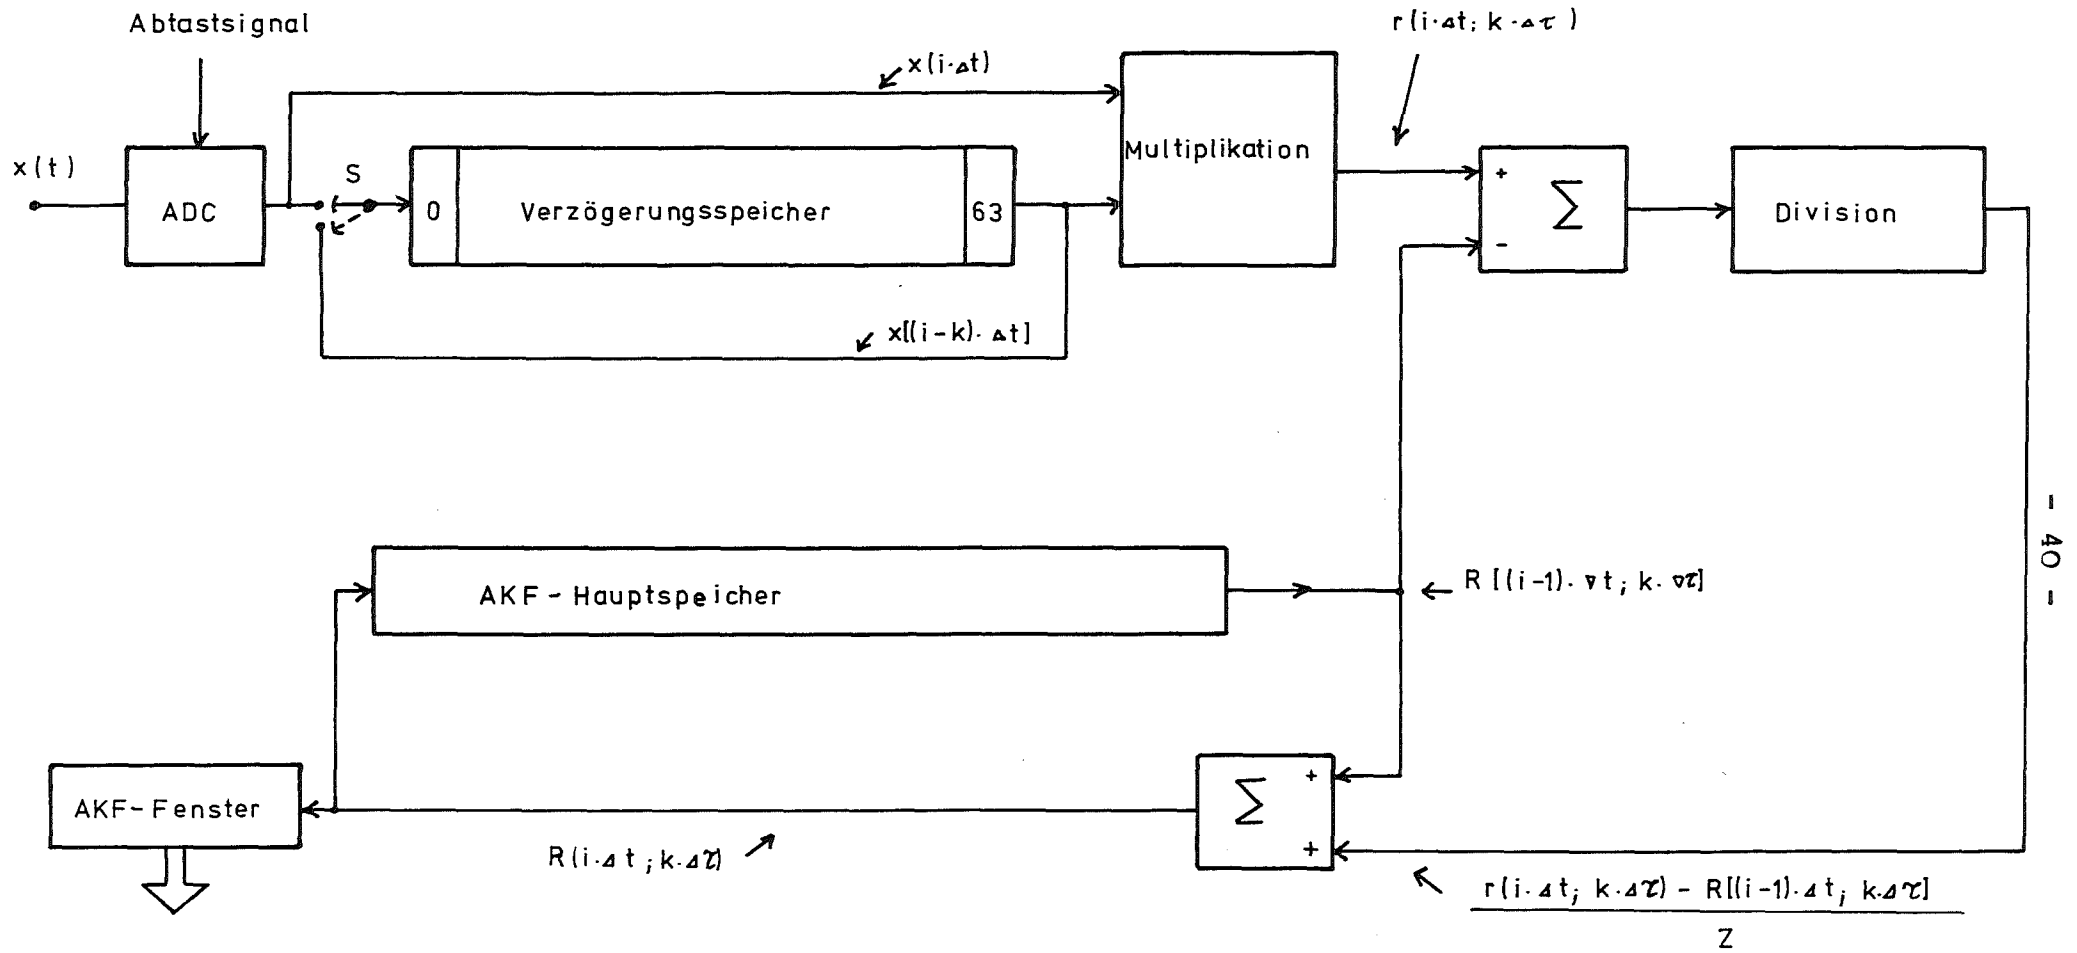 Abtastsignal
r(i·Δt; k·Δτ)
x(i·Δt)
x(t)
ADC
S
0
Verzögerungsspeicher
63
Multiplikation
+
-
Σ
Division
x[(i-k)·Δt]
- 40 -
AKF-Hauptspeicher
R[(i-1)·∇t; k·∇τ]
AKF-Fenster
R(i·Δt; k·Δτ)
Σ
+
+
r(i·Δt; k·Δτ) - R[(i-1)·Δt; k·Δτ]
Z